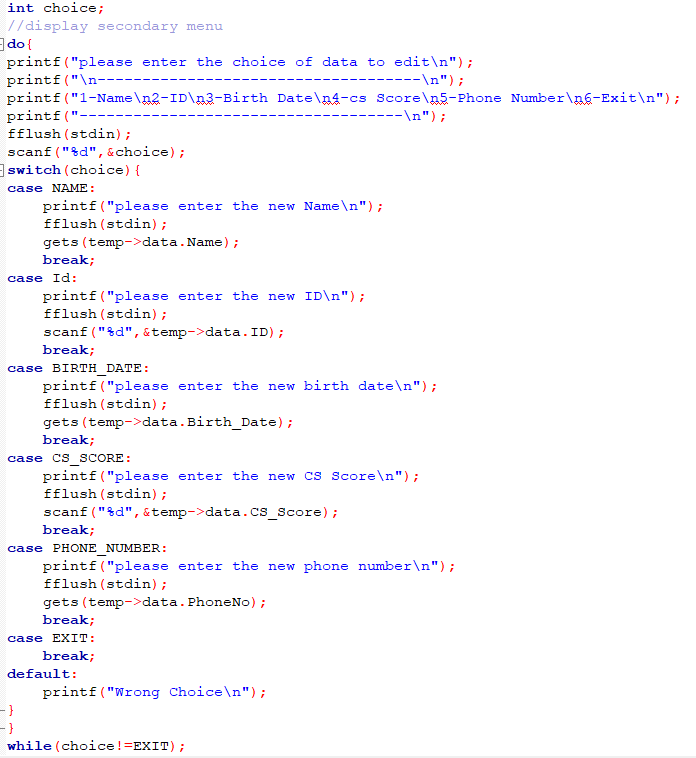 int choice;
//display secondary menu
do{
printf("please enter the choice of data to edit\n");
printf("\n------------------------------------\n");
printf("1-Name\n2-ID\n3-Birth Date\n4-cs Score\n5-Phone Number\n6-Exit\n");
printf("------------------------------------\n");
fflush(stdin);
scanf("%d",&choice);
switch(choice){
case NAME:
    printf("please enter the new Name\n");
    fflush(stdin);
    gets(temp->data.Name);
    break;
case Id:
    printf("please enter the new ID\n");
    fflush(stdin);
    scanf("%d",&temp->data.ID);
    break;
case BIRTH_DATE:
    printf("please enter the new birth date\n");
    fflush(stdin);
    gets(temp->data.Birth_Date);
    break;
case CS_SCORE:
    printf("please enter the new CS Score\n");
    fflush(stdin);
    scanf("%d",&temp->data.CS_Score);
    break;
case PHONE_NUMBER:
    printf("please enter the new phone number\n");
    fflush(stdin);
    gets(temp->data.PhoneNo);
    break;
case EXIT:
    break;
default:
    printf("Wrong Choice\n");
}
}
while(choice!=EXIT);